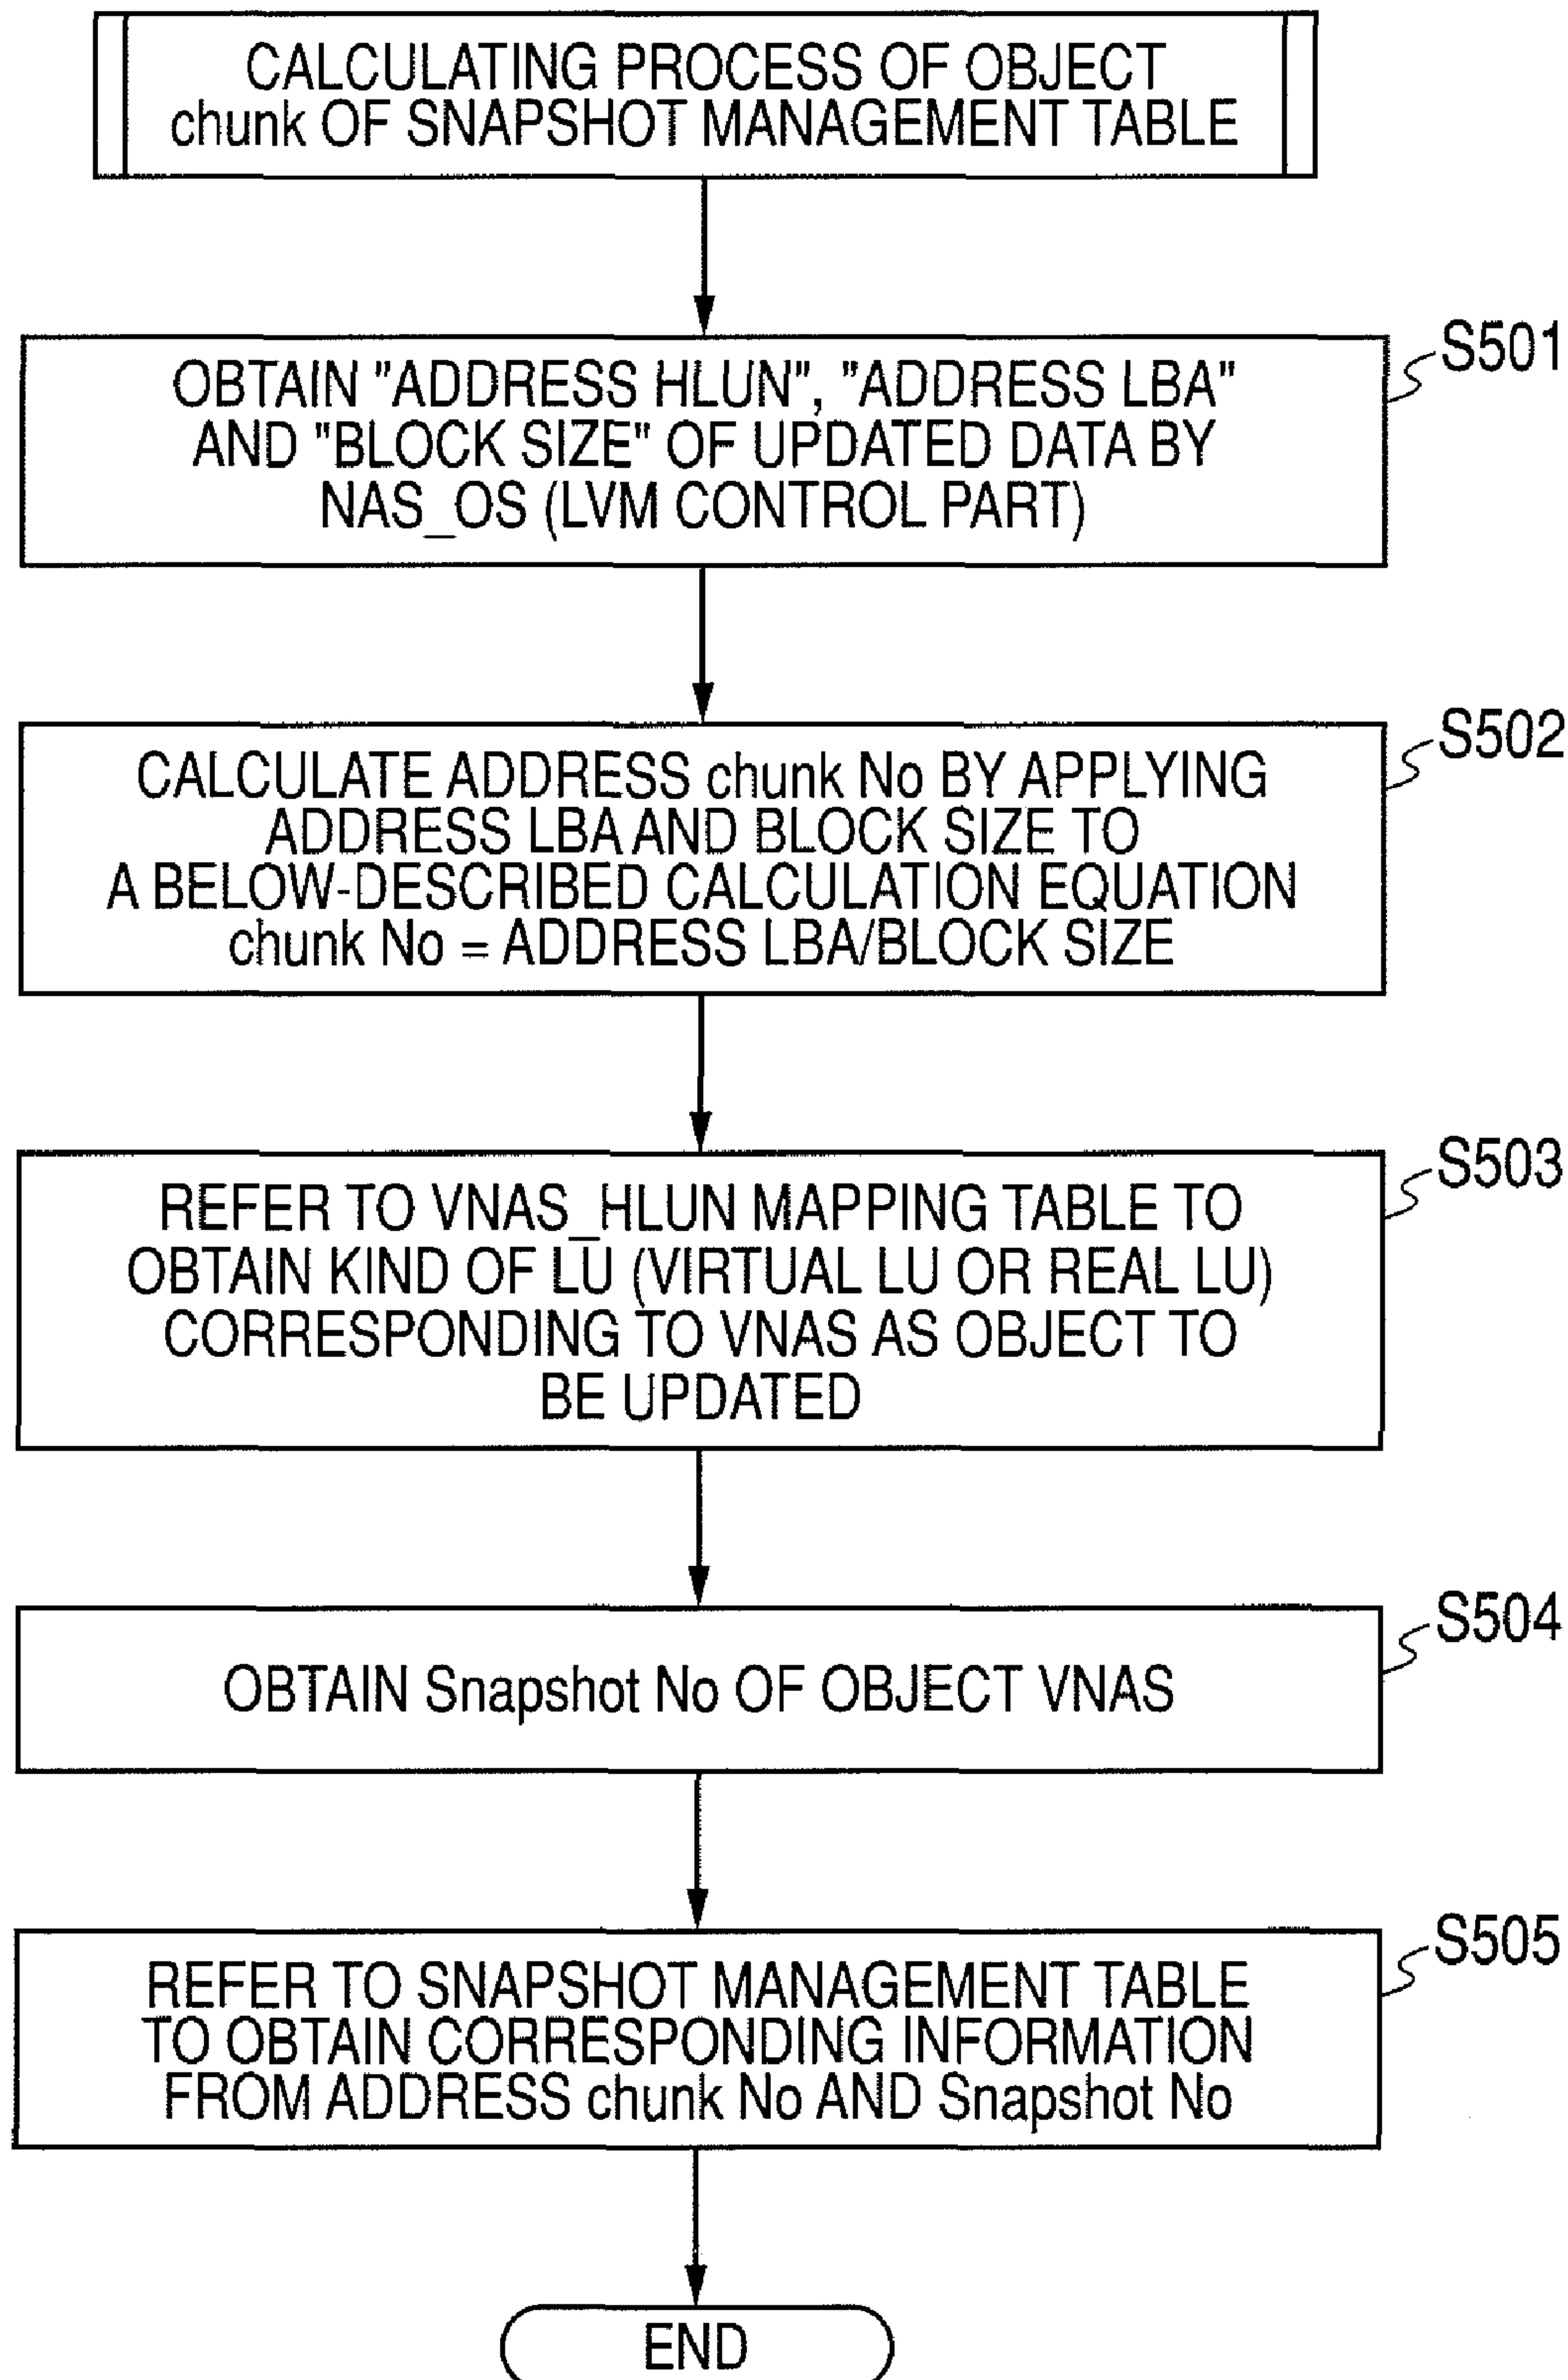 CALCULATING PROCESS OF OBJECT
chunk OF SNAPSHOT MANAGEMENT TABLE
S501
OBTAIN "ADDRESS HLUN", "ADDRESS LBA"
AND "BLOCK SIZE" OF UPDATED DATA BY
NAS_OS (LVM CONTROL PART)
S502
CALCULATE ADDRESS chunk No BY APPLYING
ADDRESS LBA AND BLOCK SIZE TO
A BELOW-DESCRIBED CALCULATION EQUATION
chunk No = ADDRESS LBA/BLOCK SIZE
S503
REFER TO VNAS_HLUN MAPPING TABLE TO
OBTAIN KIND OF LU (VIRTUAL LU OR REAL LU)
CORRESPONDING TO VNAS AS OBJECT TO
BE UPDATED
S504
OBTAIN Snapshot No OF OBJECT VNAS
S505
REFER TO SNAPSHOT MANAGEMENT TABLE
TO OBTAIN CORRESPONDING INFORMATION
FROM ADDRESS chunk No AND Snapshot No
END